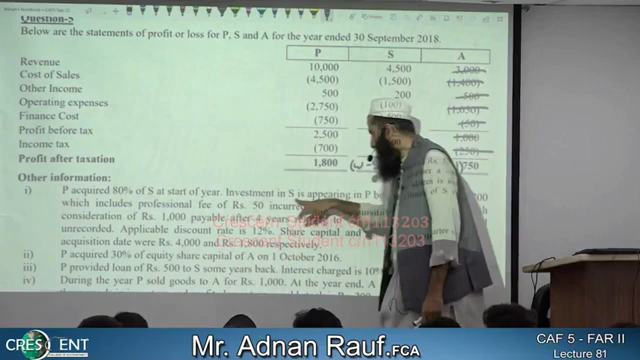 Question-5
Below are the statements of profit or loss for P, S and A for the year ended 30 September 2018.
P S A
Revenue 10,000 4,500 3,000
Cost of Sales (4,500) (1,500) (1,400)
Other Income 500 200 500
Operating expenses (2,750) (100) (1,050)
Finance Cost (750) (50)
Profit before tax 2,500 1,000
Income tax (700) (250)
Profit after taxation 1,800 750
Other information:
i) P acquired 80% of S at start of year. Investment in S is appearing in P
which includes professional fee of Rs. 50
consideration of Rs. 1,000 payable after 4 years
unrecorded. Applicable discount rate is 12%. Share capital and
acquisition date were Rs. 4,000 and respectively.
ii) P acquired 30% of equity share capital of A on 1 October 2016.
iii) P provided loan of Rs. 500 to S some years back. Interest charged is 10%
iv) During the year P sold goods to A for Rs. 1,000. At the year end, A
Crescent Student cm113203
Crescent Student cm113203
CRESCENT
Mr. Adnan Rauf.FCA
CAF 5 - FAR II
Lecture 81